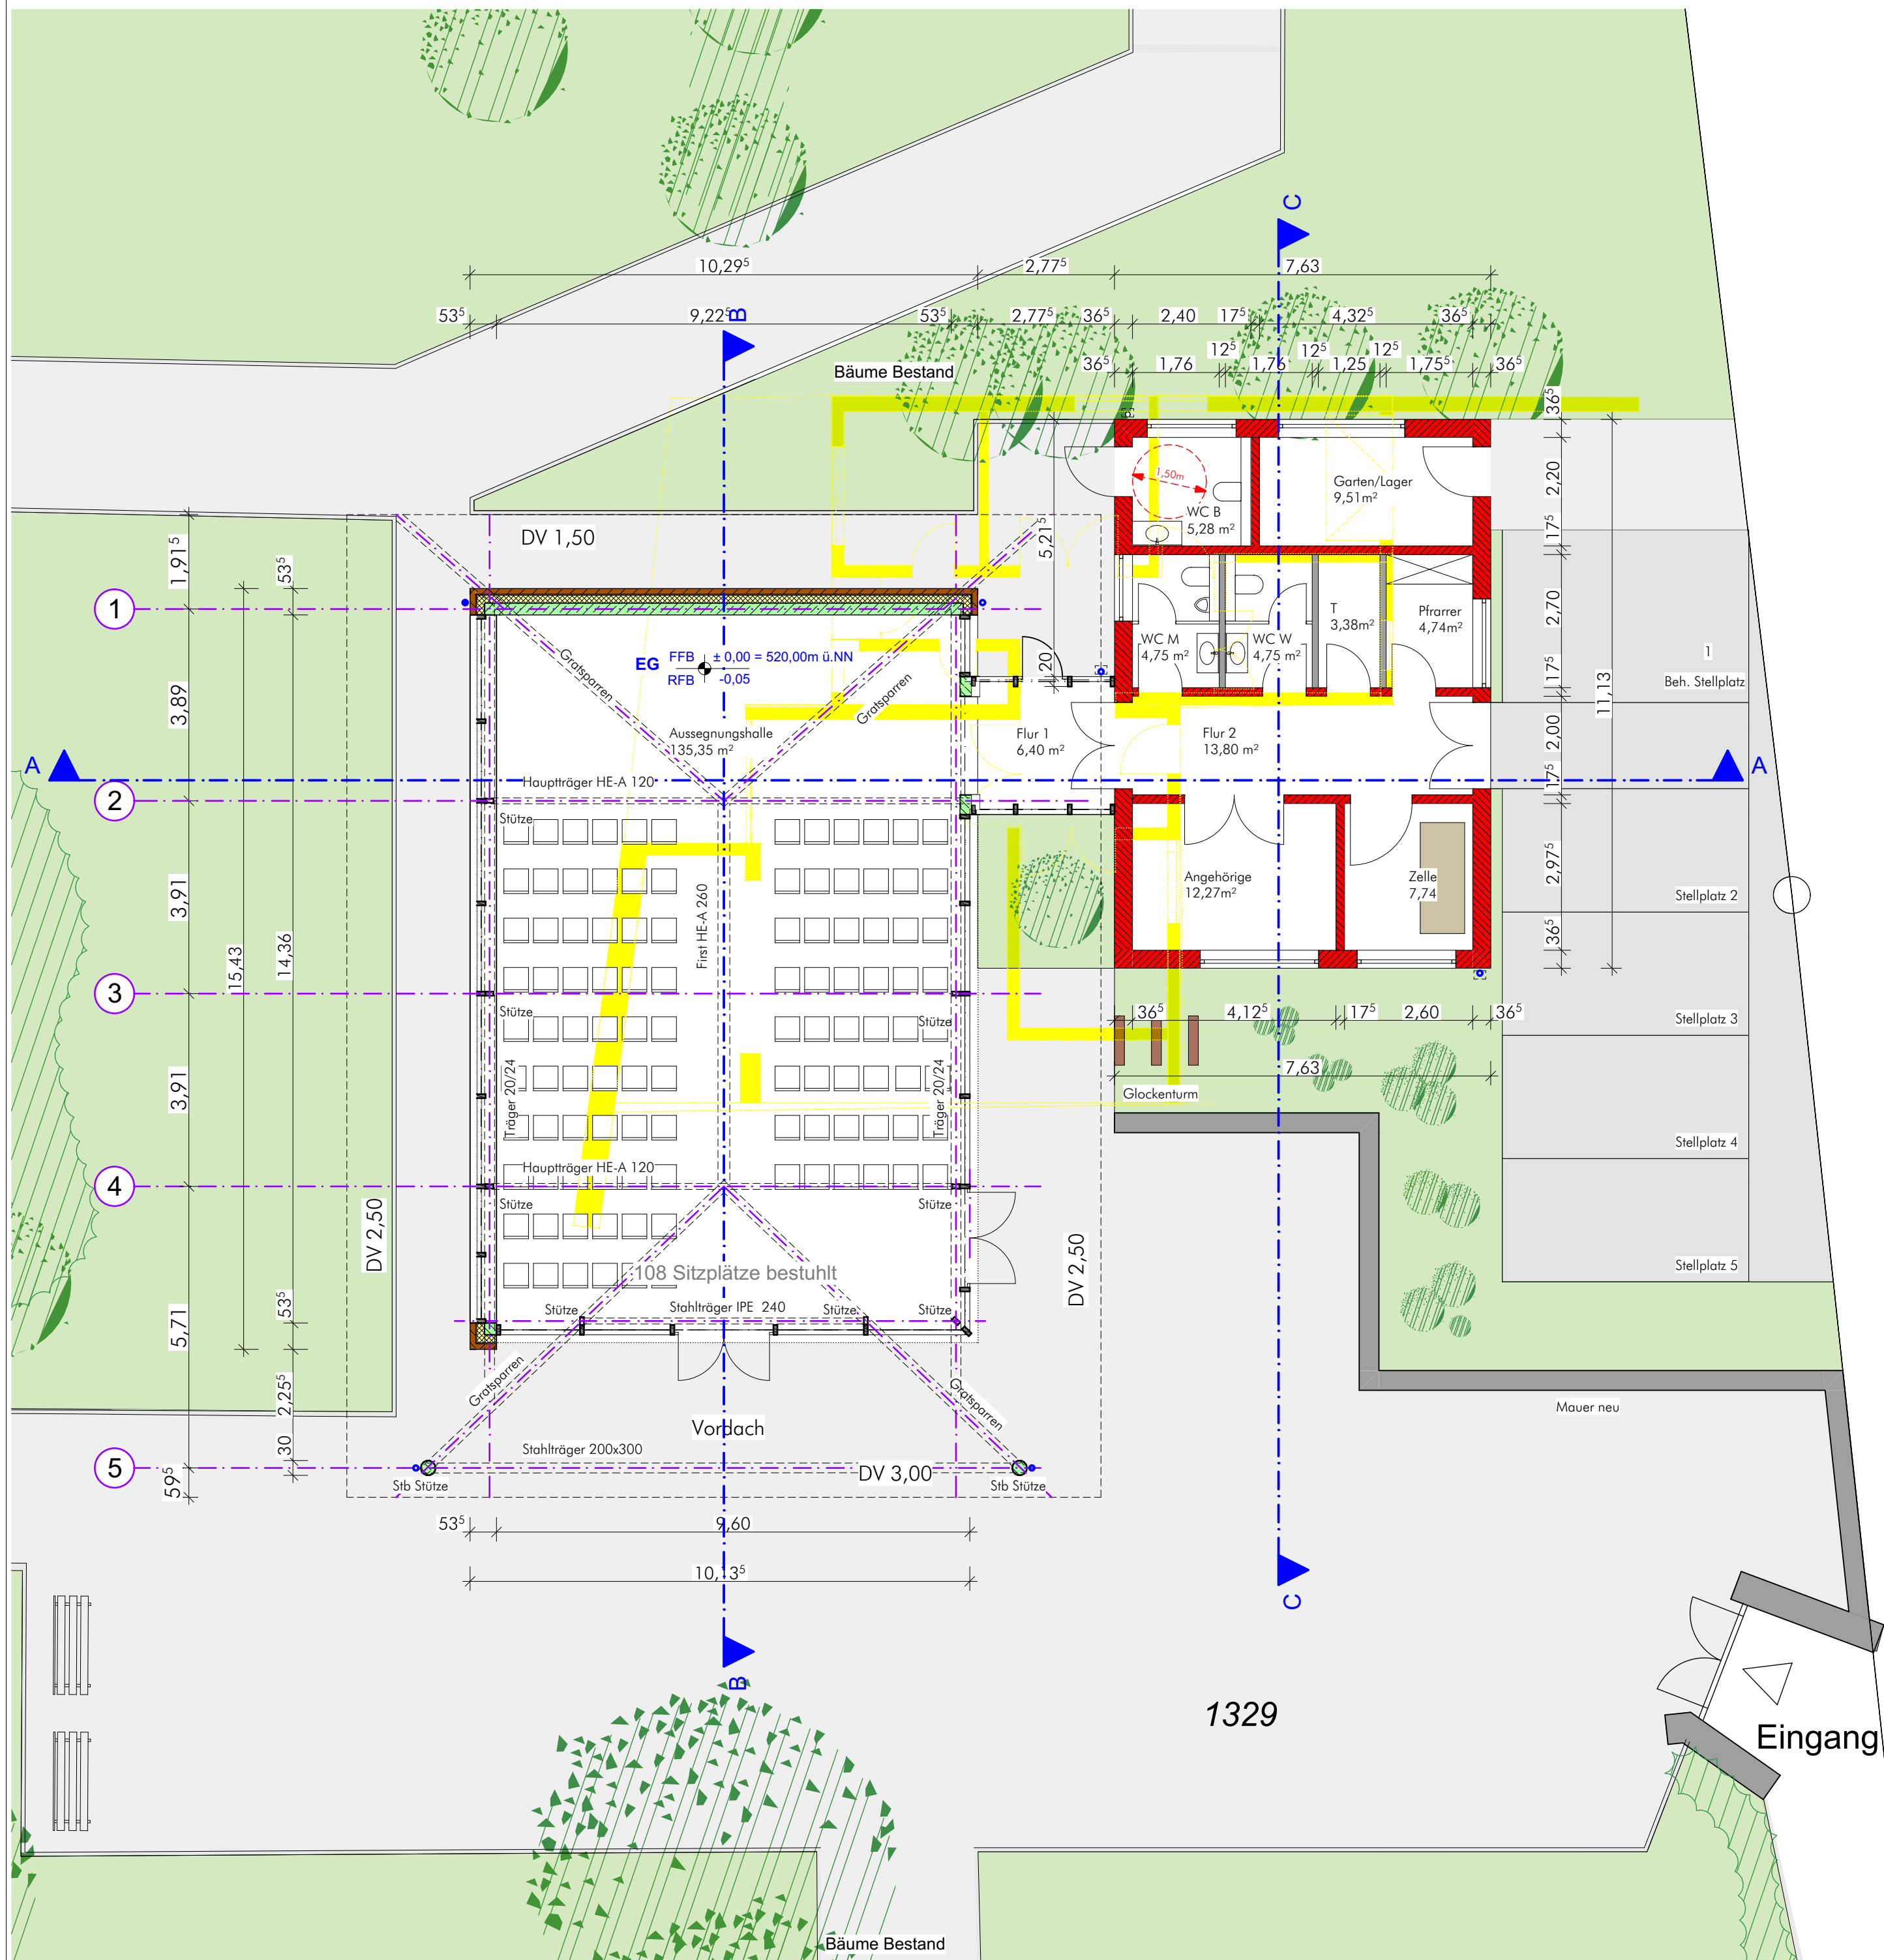 C
10,29⁵
2,77⁵
7,63
53⁵
9,22⁵
B
53⁵
2,77⁵
36⁵
2,40
17⁵
4,32⁵
36⁵
Bäume Bestand
36⁵
1,76
12⁵
1,76
12⁵
1,25
12⁵
1,75⁵
36⁵
36⁵
2,20
17⁵
2,70
17⁵
2,00
17⁵
2,97⁵
36⁵
11,13
1,50m
WC B
5,28 m²
Garten/Lager
9,51m²
5,21⁵
20
DV 1,50
1,91⁵
53⁵
1
Gratsparren
EG
FFB ± 0,00 = 520,00m ü.NN
RFB -0,05
Gratsparren
WC M
4,75 m²
WC W
4,75 m²
T
3,38m²
Pfarrer
4,74m²
1
Beh. Stellplatz
3,89
Aussegnungshalle
135,35 m²
Flur 1
6,40 m²
Flur 2
13,80 m²
A
A
Hauptträger HE-A 120
2
Stütze
3,91
First HE-A 260
Angehörige
12,27m²
Zelle
7,74
Stellplatz 2
15,43
14,36
3
Stütze
Stütze
36⁵
4,12⁵
17⁵
2,60
36⁵
Stellplatz 3
3,91
Träger 20/24
Träger 20/24
7,63
Glockenturm
Stellplatz 4
Hauptträger HE-A 120
4
Stütze
Stütze
DV 2,50
DV 2,50
Stellplatz 5
108 Sitzplätze bestuhlt
5,71
53⁵
Stütze
Stahlträger IPE 240
Stütze
Stütze
Gratsparren
Gratsparren
2,25⁵
Mauer neu
Vordach
30
Stahlträger 200x300
5
DV 3,00
59⁵
Stb Stütze
Stb Stütze
53⁵
9,60
10,13⁵
C
B
1329
Eingang
Bäume Bestand